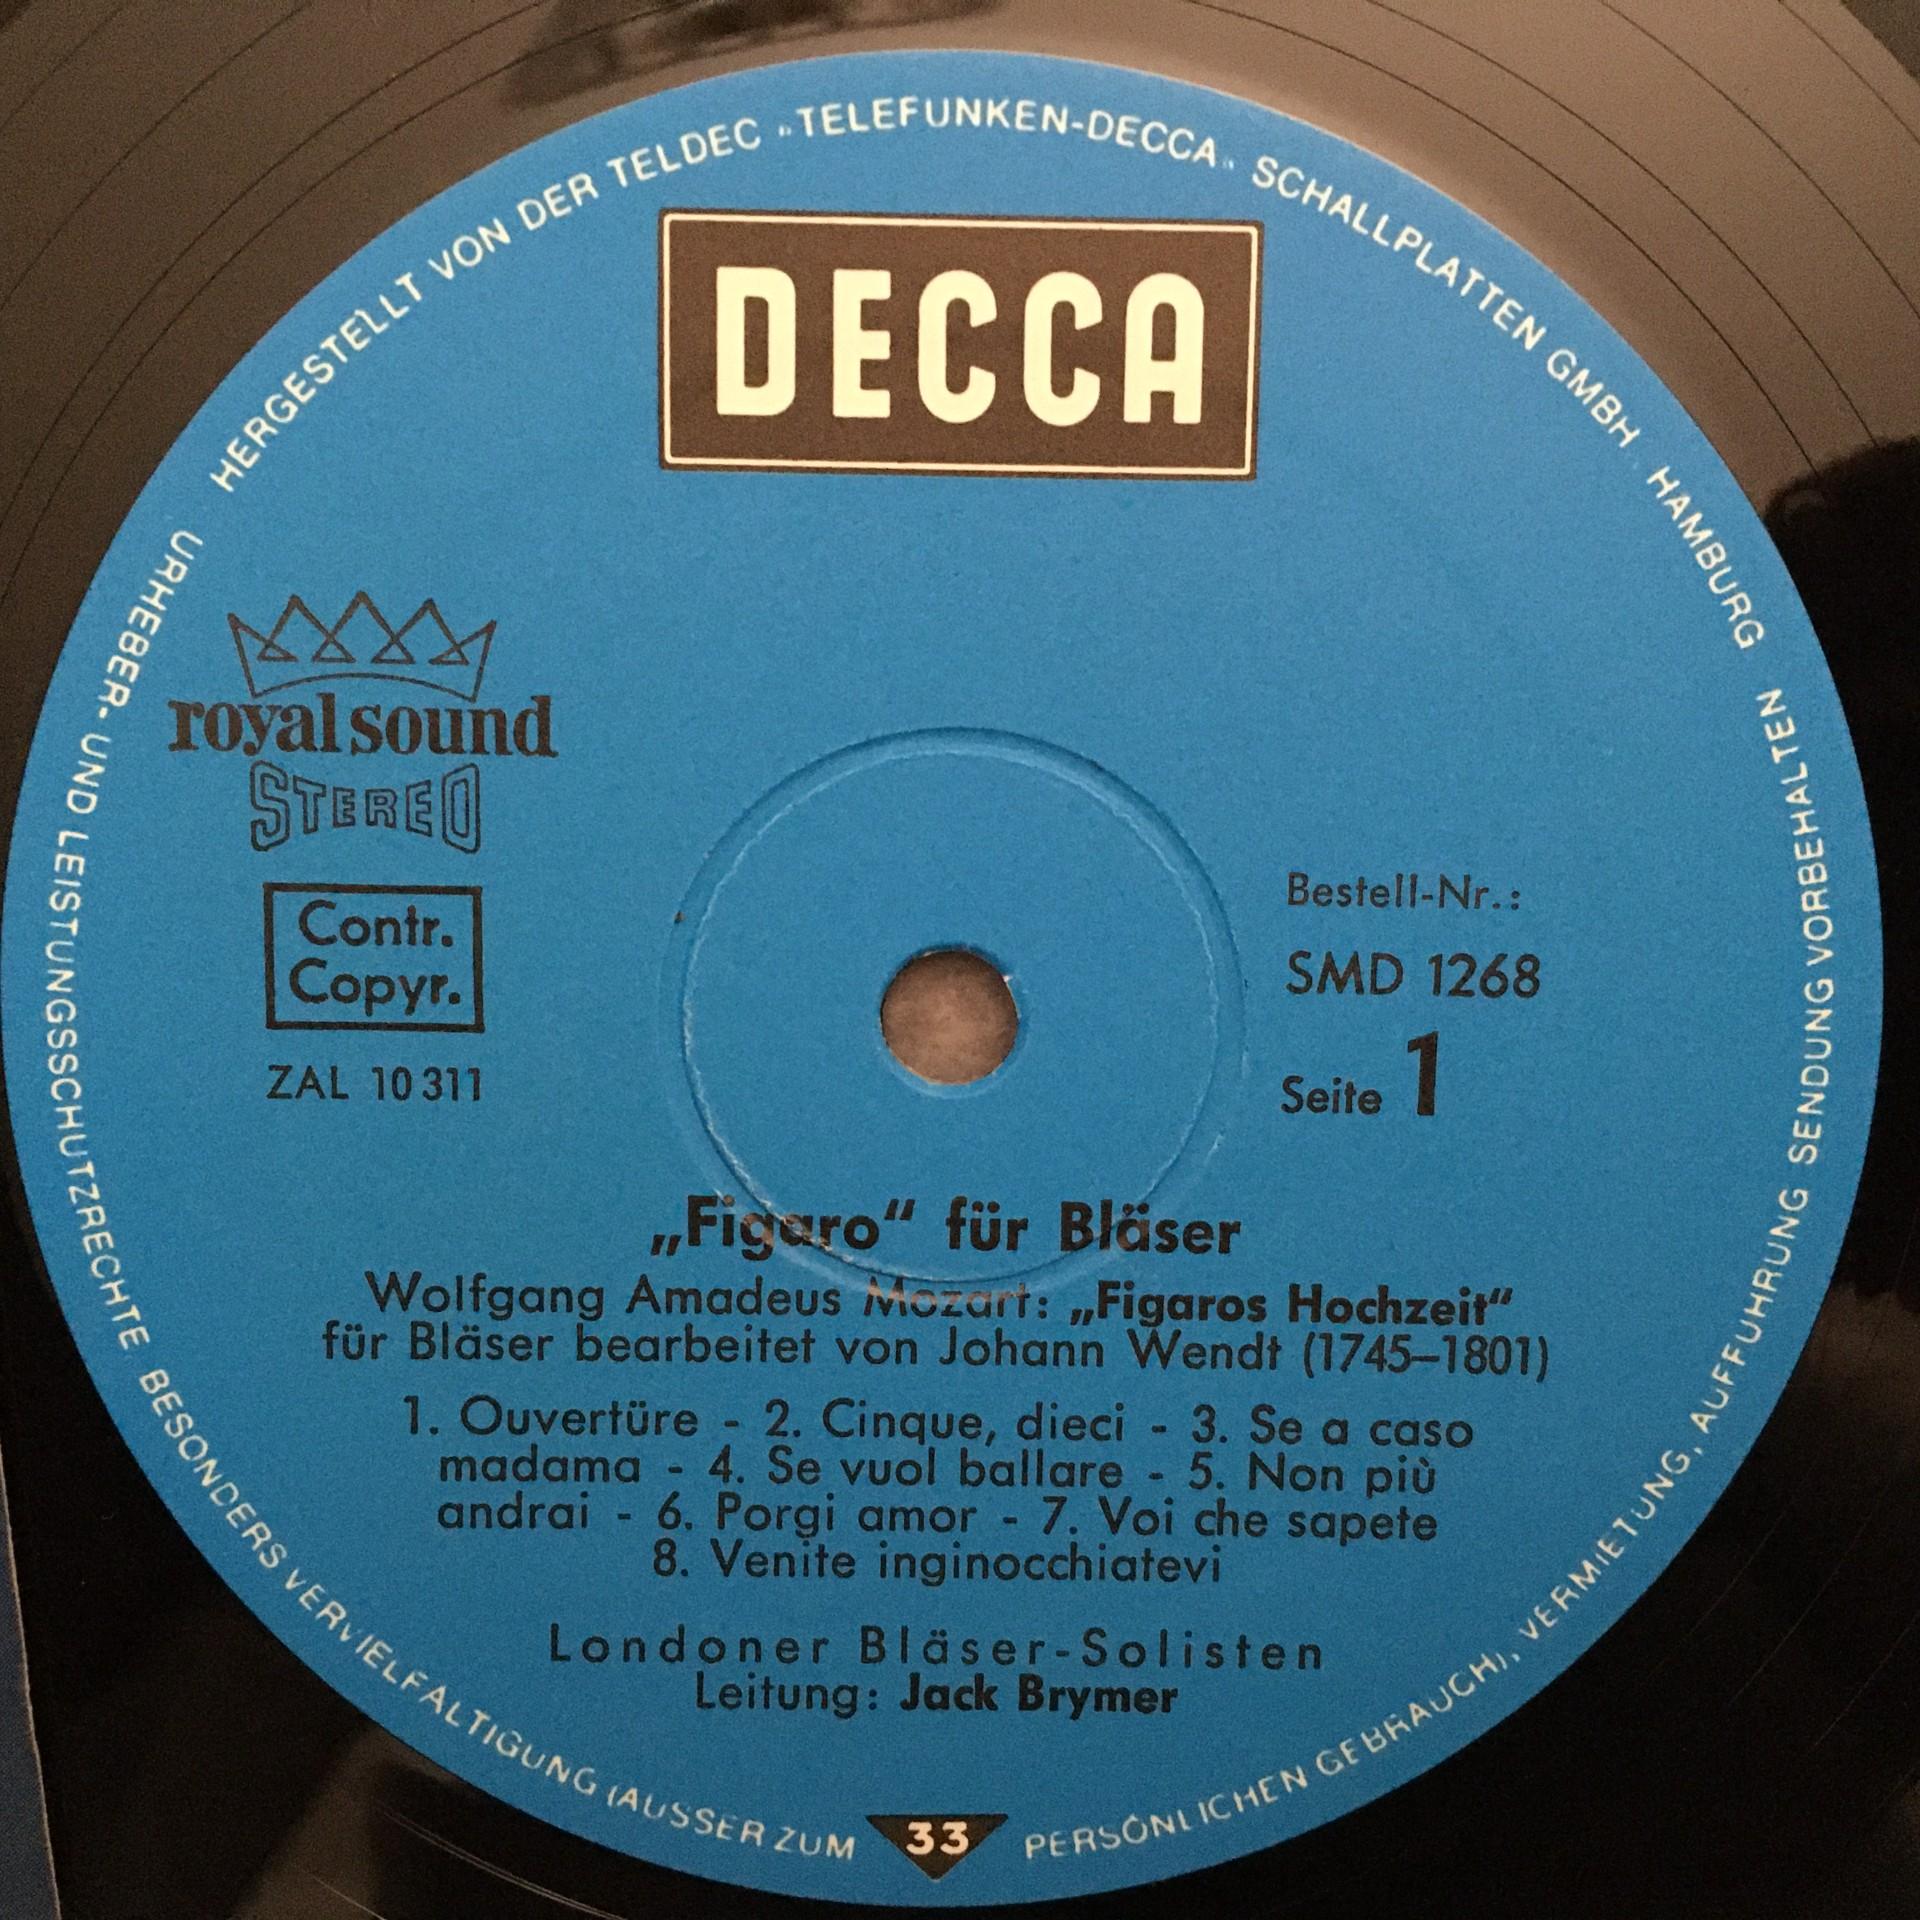 HERGESTELLT VON DER TELDEC „TELEFUNKEN-DECCA" SCHALLPLATTEN GMBH. HAMBURG
DECCA
royal sound
STEREO
Contr.
Copyr.
ZAL 10 311
Bestell-Nr.:
SMD 1268
Seite 1
„Figaro“ für Bläser
Wolfgang Amadeus Mozart: „Figaros Hochzeit“
für Bläser bearbeitet von Johann Wendt (1745–1801)
1. Ouvertüre - 2. Cinque, dieci - 3. Se a caso
madama - 4. Se vuol ballare - 5. Non più
andrai - 6. Porgi amor - 7. Voi che sapete
8. Venite inginocchiatevi
Londoner Bläser-Solisten
Leitung: Jack Brymer
33
URHEBER- UND LEISTUNGSSCHUTZRECHTE BESONDERS VERVIELFÄLTIGUNG (AUSSER ZUM PERSÖNLICHEN GEBRAUCH), VERMIETUNG, AUFFÜHRUNG SENDUNG VORBEHALTEN